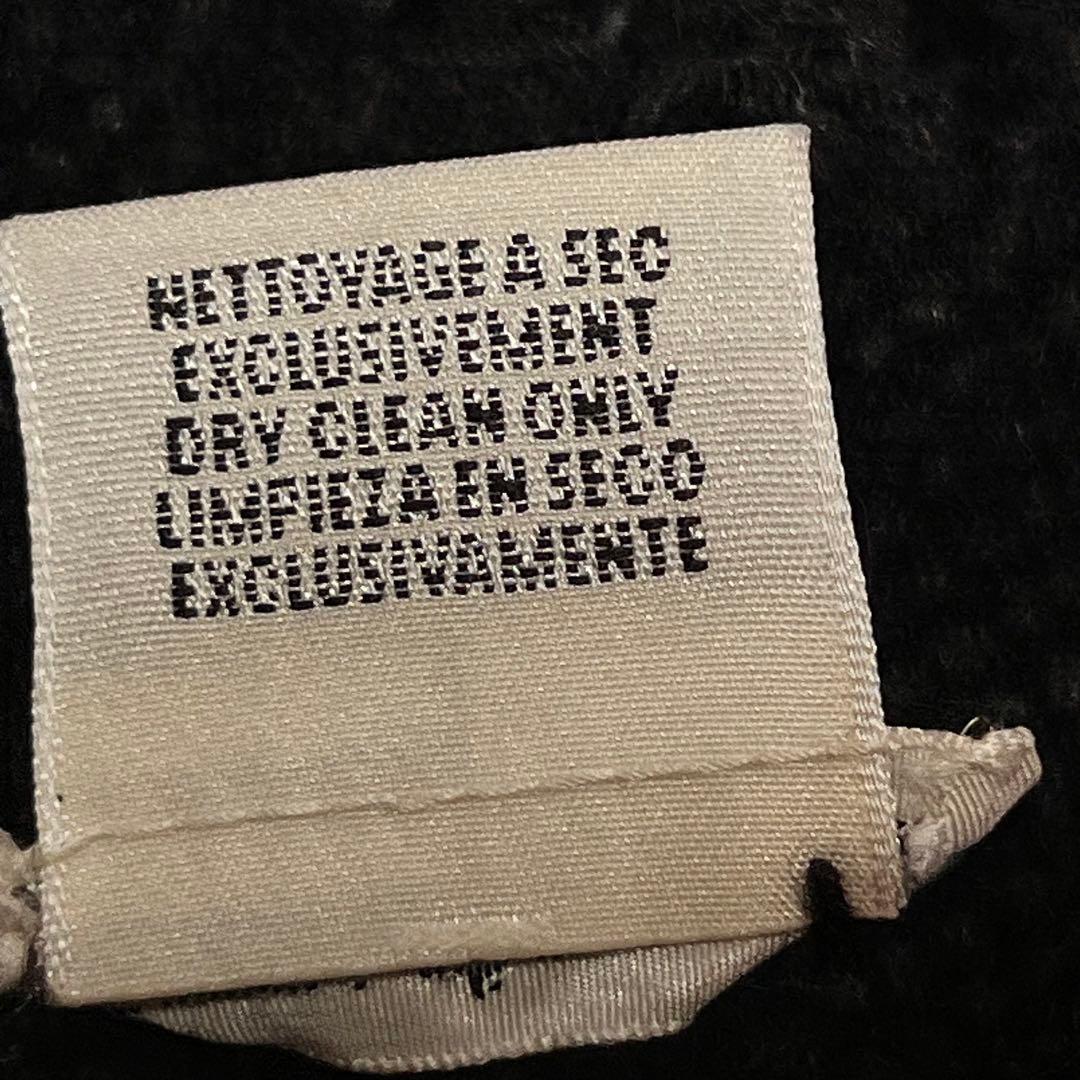 NETTOYAGE A SEC
EXCLUSIVEMENT
DRY CLEAN ONLY
LIMPIEZA EN SECO
EXCLUSIVAMENTE